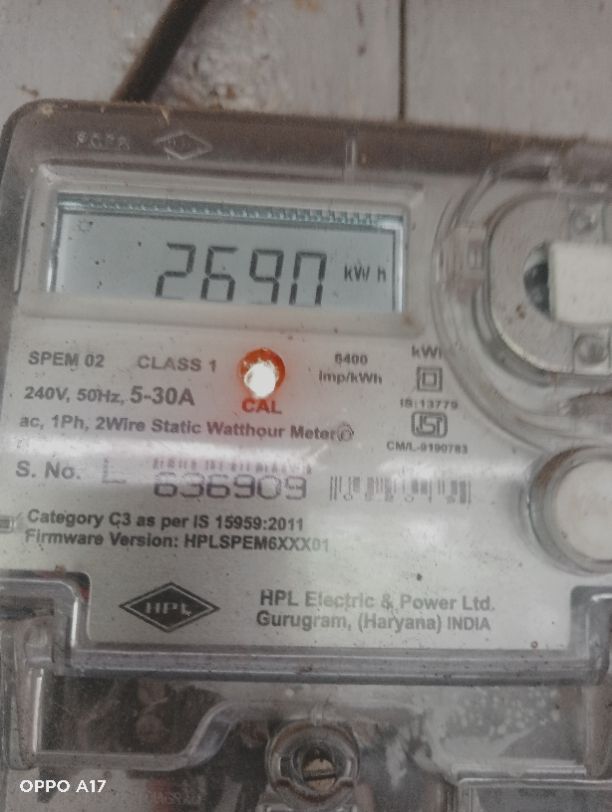 2690 kWh
SPEM 02 CLASS 1
6400
imp/kWh
240V, 50Hz, 5-30A
CAL
ac, 1Ph, 2Wire Static Watthour Meter
IS:13779
ISI
CM/L-9190783
S. No. L 636909
Category C3 as per IS 15959:2011
Firmware Version: HPLSPEM6XXX01
HPL
HPL Electric & Power Ltd.
Gurugram, (Haryana) INDIA
OPPO A17